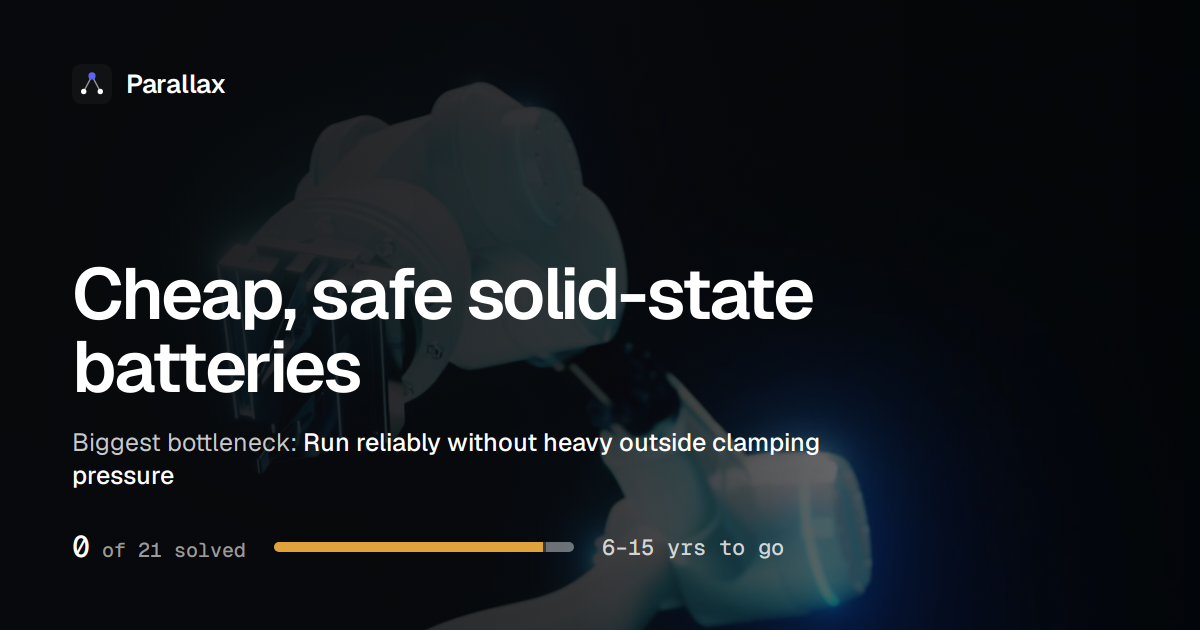 Parallax
Cheap, safe solid-state
batteries
Biggest bottleneck: Run reliably without heavy outside clamping
pressure
0 of 21 solved 6–15 yrs to go